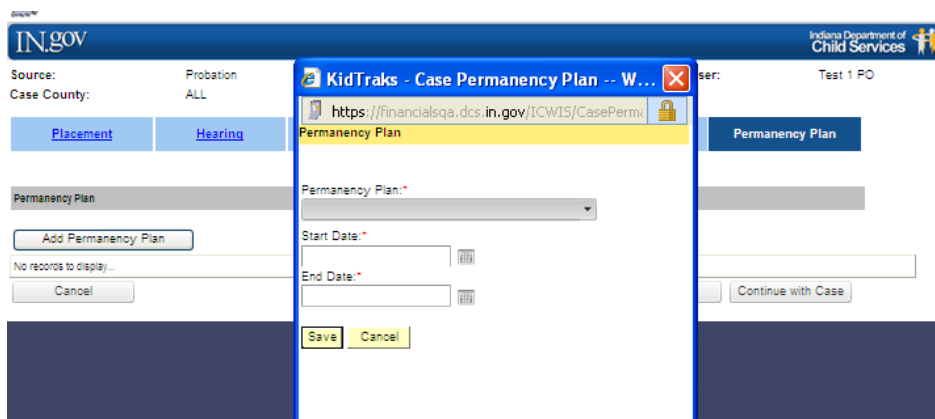 IN.gov
Indiana Department of
Child Services
Source:
Probation
ser:
Test 1 PO
Case County:
ALL
Placement
Hearing
Permanency Plan
Permanency Plan
Add Permanency Plan
No records to display...
Cancel
Continue with Case
KidTraks - Case Permanency Plan -- W...
https://financialsqa.dcs.in.gov/ICWIS/CasePerma
Permanency Plan
Permanency Plan:*
Start Date:*
End Date:*
Save
Cancel